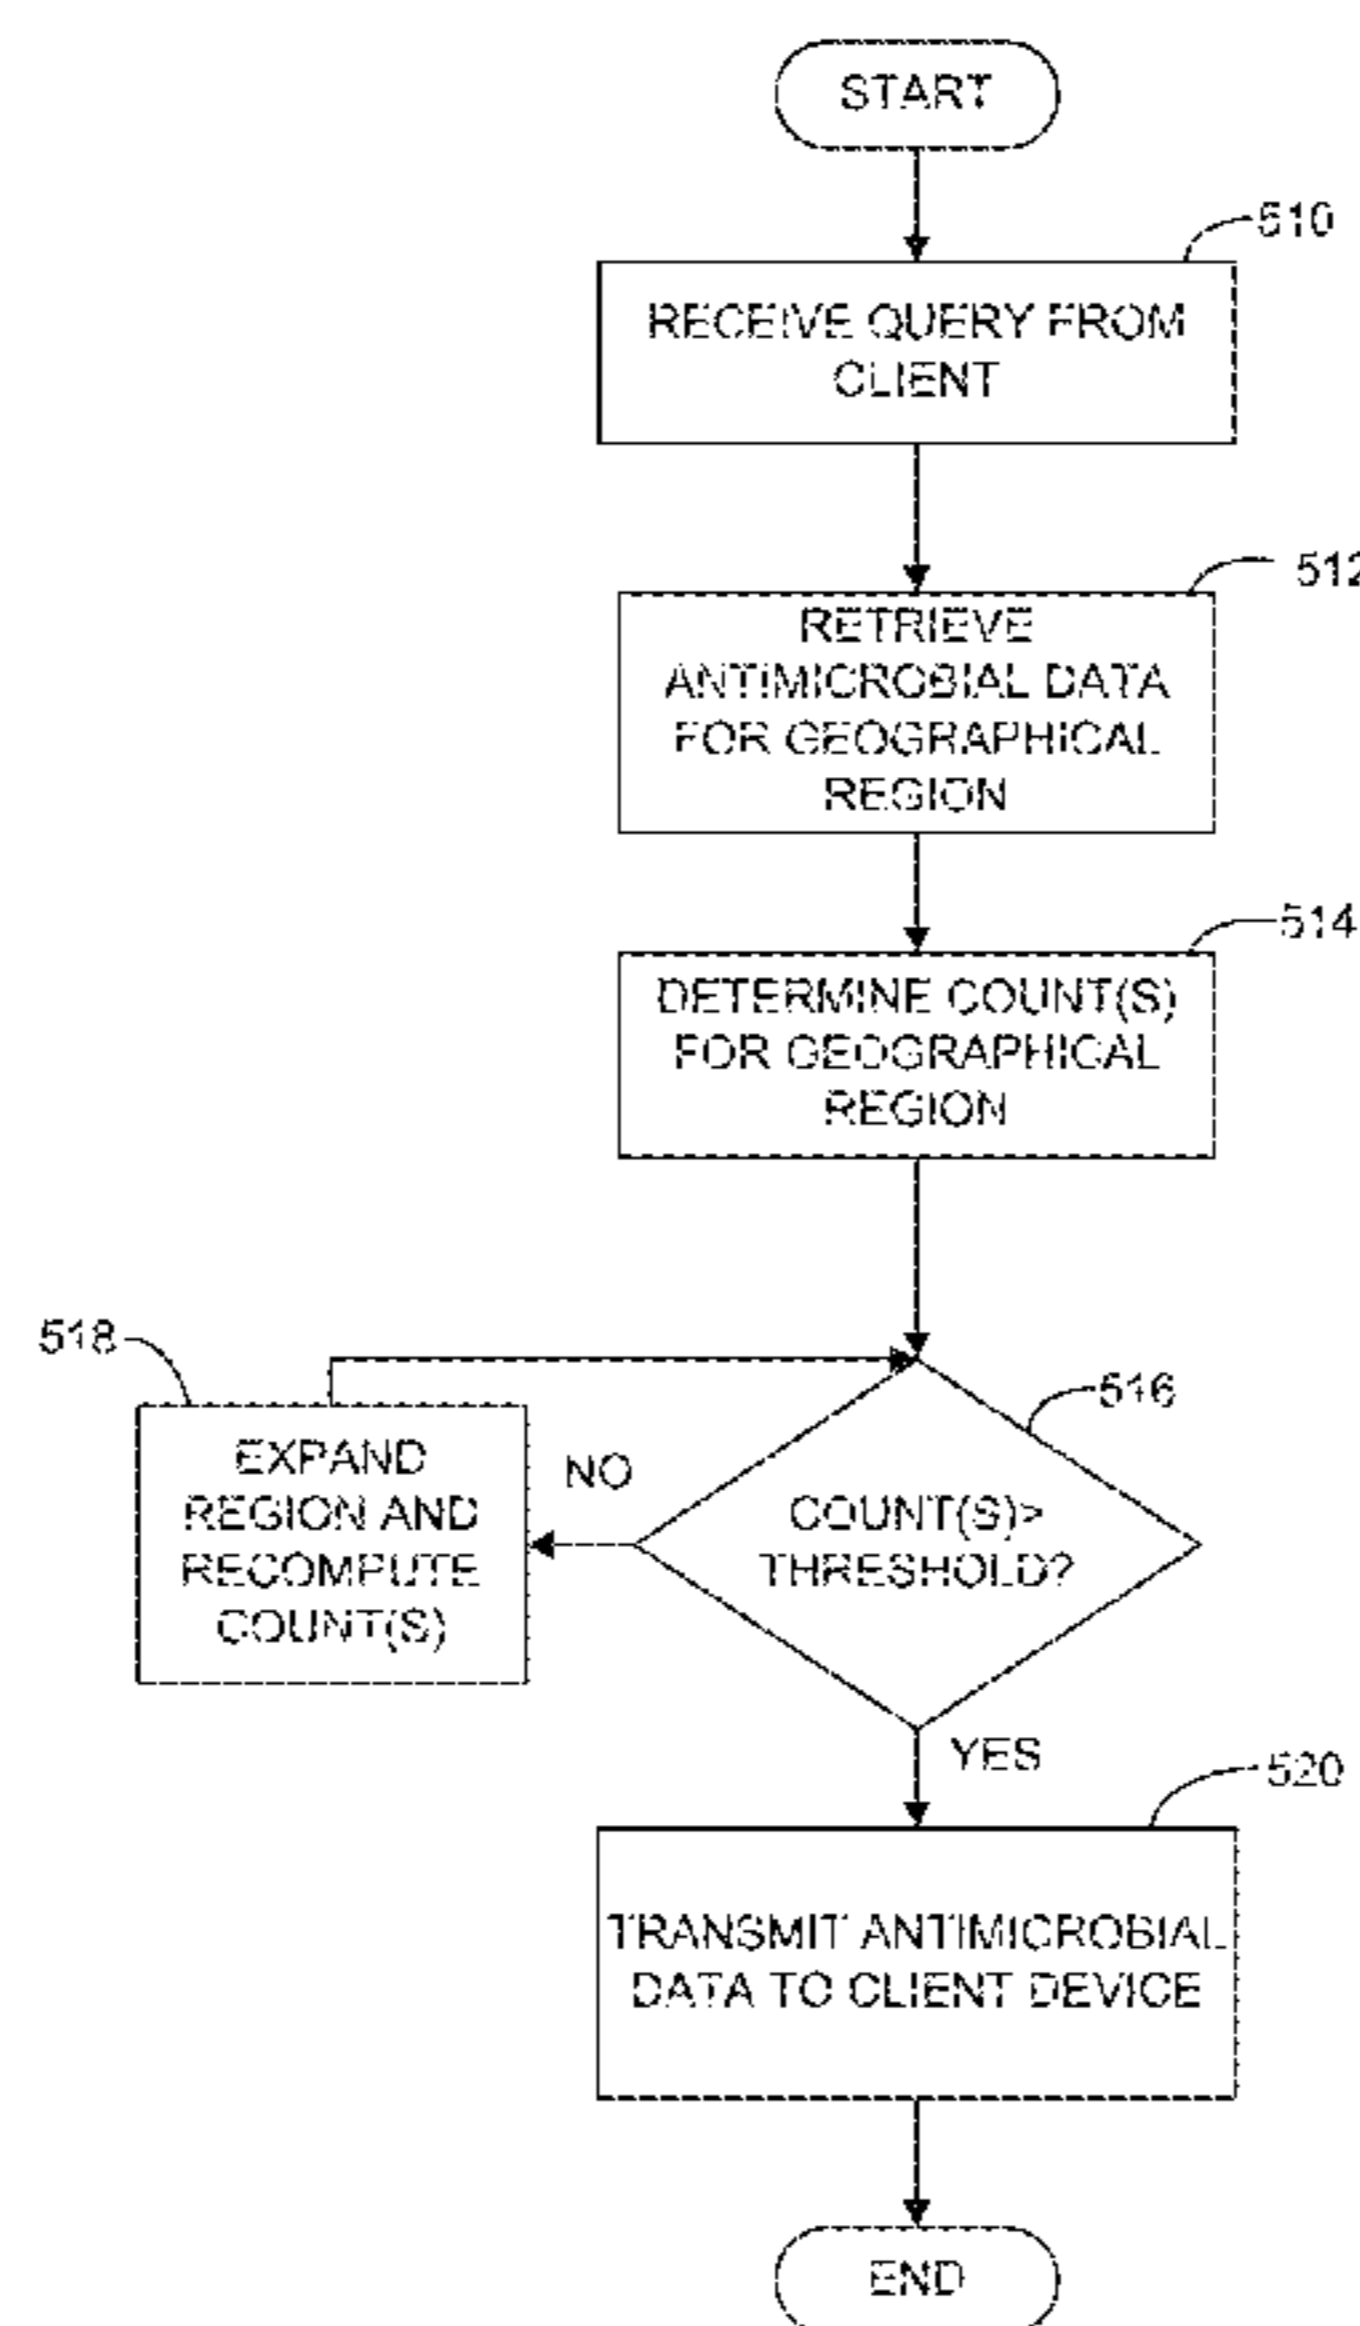 START
510
RECEIVE QUERY FROM
CLIENT
512
RETRIEVE
ANTIMICROBIAL DATA
FOR GEOGRAPHICAL
REGION
514
DETERMINE COUNT(S)
FOR GEOGRAPHICAL
REGION
518
516
EXPAND
REGION AND
RECOMPUTE
COUNT(S)
NO
COUNT(S)>
THRESHOLD?
YES
520
TRANSMIT ANTIMICROBIAL
DATA TO CLIENT DEVICE
END